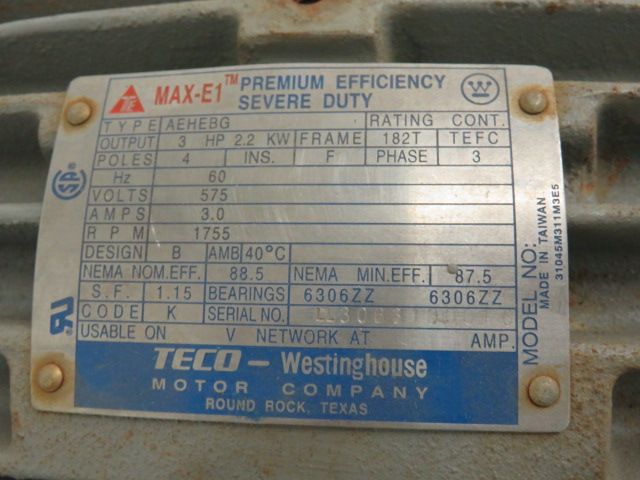 TE MAX-E1™ PREMIUM EFFICIENCY W
SEVERE DUTY
TYPE AEHEBG RATING CONT.
OUTPUT 3 HP 2.2 KW FRAME 182T TEFC
POLES 4 INS. F PHASE 3
Hz 60
VOLTS 575
AMPS 3.0
RPM 1755
DESIGN B AMB 40°C
NEMA NOM.EFF. 88.5 NEMA MIN.EFF. 87.5
S.F. 1.15 BEARINGS 6306ZZ 6306ZZ
CODE K SERIAL NO.
USABLE ON V NETWORK AT AMP.
TECO - Westinghouse
MOTOR COMPANY
ROUND ROCK, TEXAS
MODEL NO:
MADE IN TAIWAN
31045M311M3E5
SP
UR